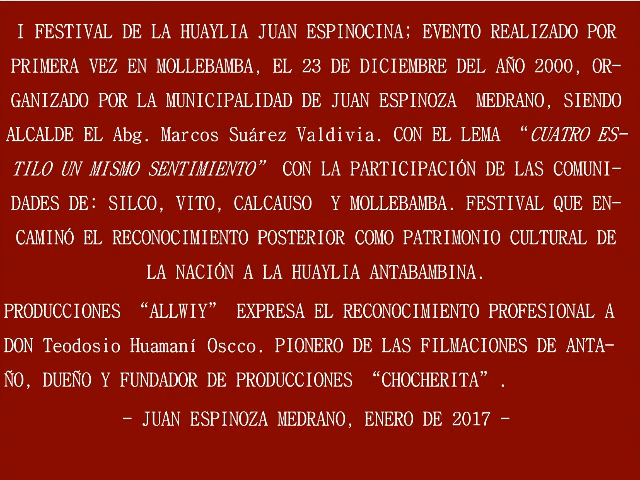 I FESTIVAL DE LA HUAYLIA JUAN ESPINOCINA; EVENTO REALIZADO POR
PRIMERA VEZ EN MOLLEBAMBA, EL 23 DE DICIEMBRE DEL AÑO 2000, OR-
GANIZADO POR LA MUNICIPALIDAD DE JUAN ESPINOZA  MEDRANO, SIENDO
ALCALDE EL Abg. Marcos Suárez Valdivia. CON EL LEMA “CUATRO ES-
TILO UN MISMO SENTIMIENTO” CON LA PARTICIPACIÓN DE LAS COMUNI-
DADES DE: SILCO, VITO, CALCAUSO  Y MOLLEBAMBA. FESTIVAL QUE EN-
CAMINÓ EL RECONOCIMIENTO POSTERIOR COMO PATRIMONIO CULTURAL DE
LA NACIÓN A LA HUAYLIA ANTABAMBINA.
PRODUCCIONES “ALLWIY” EXPRESA EL RECONOCIMIENTO PROFESIONAL A
DON Teodosio Huamaní Oscco. PIONERO DE LAS FILMACIONES DE ANTA-
ÑO, DUEÑO Y FUNDADOR DE PRODUCCIONES “CHOCHERITA”.
- JUAN ESPINOZA MEDRANO, ENERO DE 2017 -